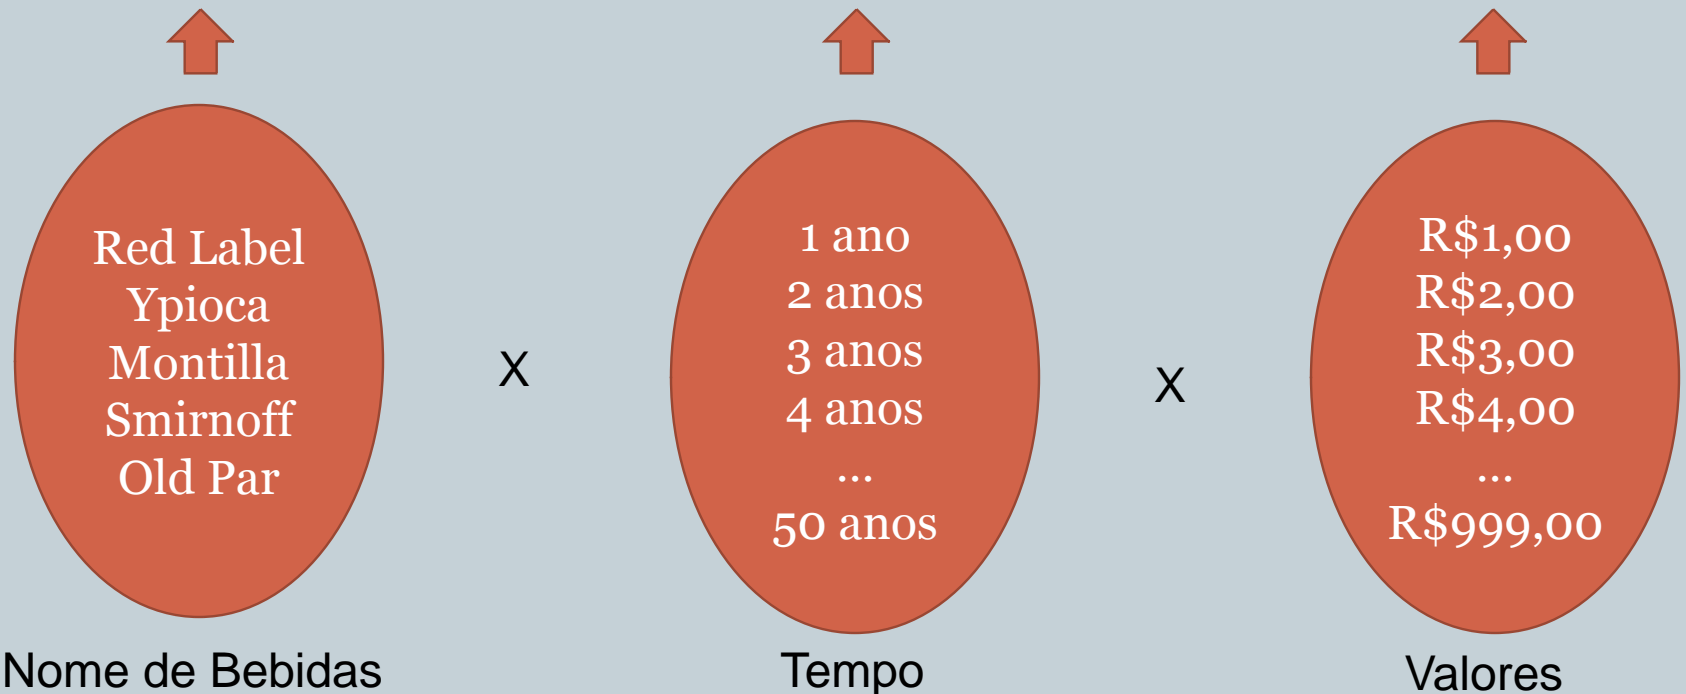 Red Label
Ypioca
Montilla
Smirnoff
Old Par
Nome de Bebidas
X
1 ano
2 anos
3 anos
4 anos
...
50 anos
Tempo
X
R$1,00
R$2,00
R$3,00
R$4,00
...
R$999,00
Valores